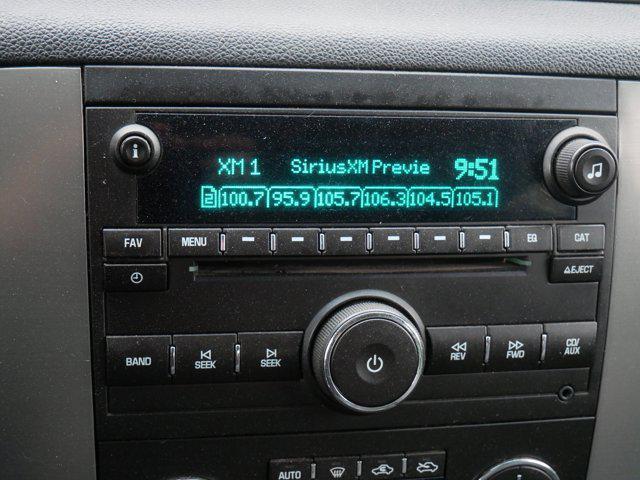 XM 1 SiriusXM Previe 9:51
2 100.7 95.9 105.7 106.3 104.5 105.1
FAV MENU EQ CAT
EJECT
BAND SEEK SEEK REV FWD CD/AUX
AUTO